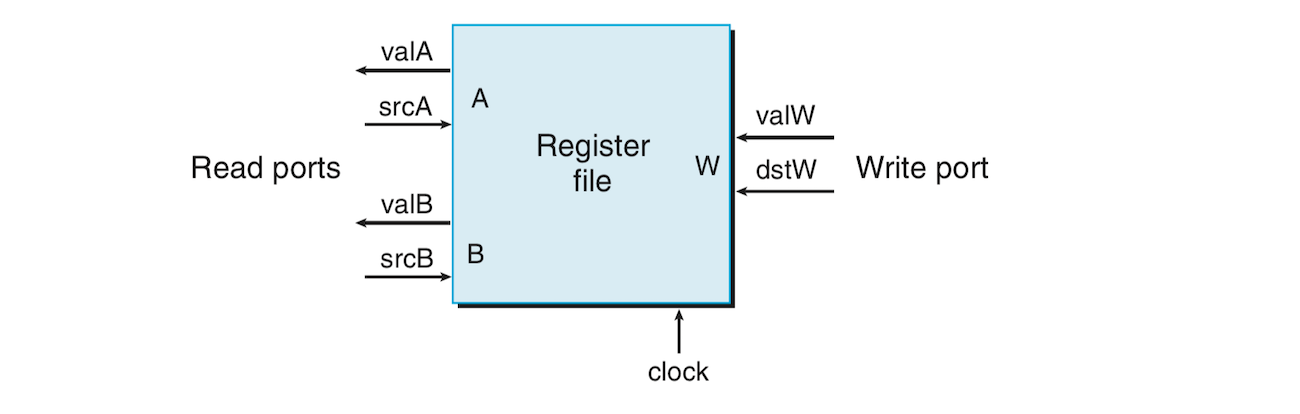 valA
srcA
A
Read ports
valB
srcB
B
Register
file
W
valW
dstW
Write port
clock